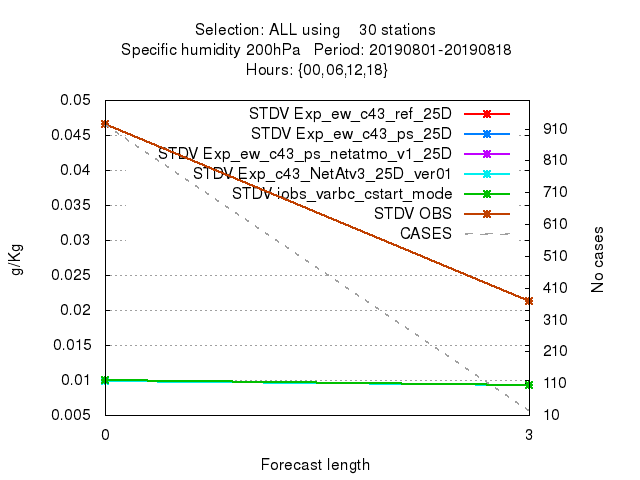 Selection: ALL using 30 stations
Specific humidity 200hPa Period: 20190801-20190818
Hours: {00,06,12,18}
0.05
0.045
0.04
0.035
0.03
0.025
0.02
0.015
0.01
0.005
g/Kg
STDV Exp_ew_c43_ref_25D
STDV Exp_ew_c43_ps_25D
STDV Exp_ew_c43_ps_netatmo_v1_25D
STDV Exp_c43_NetAtv3_25D_ver01
STDV iobs_varbc_cstart_mode
STDV OBS
CASES
910
810
710
610
510
410
310
210
110
10
No cases
0
3
Forecast length